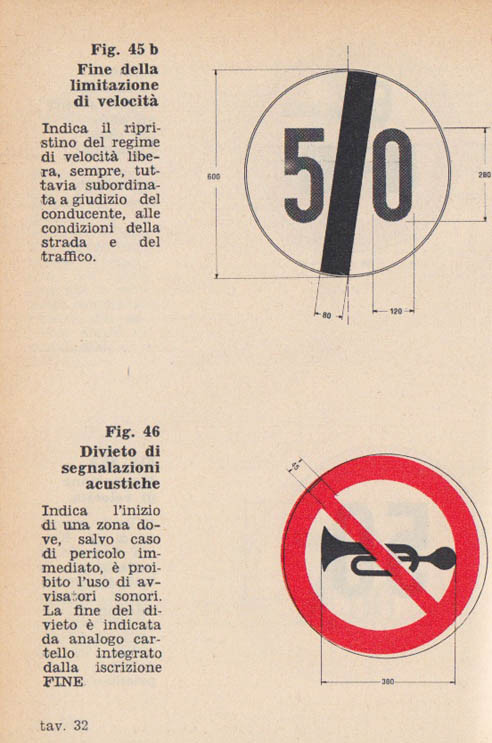 Fig. 45 b
Fine della
limitazione
di velocità
Indica il ripri-
stino del regime
di velocità libe-
ra, sempre, tut-
tavia subordina-
ta a giudizio del
conducente, alle
condizioni della
strada e del
traffico.
600
50
280
80
120
Fig. 46
Divieto di
segnalazioni
acustiche
Indica l'inizio
di una zona do-
ve, salvo caso
di pericolo im-
mediato, è proi-
bito l'uso di av-
visatori sonori.
La fine del di-
vieto è indicata
da analogo car-
tello integrato
dalla iscrizione
FINE
45
380
tav. 32